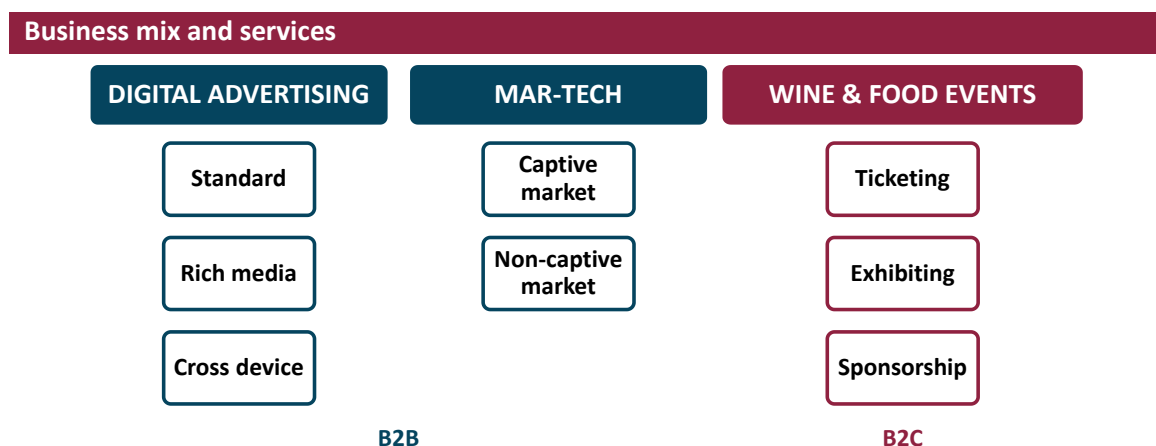 Business mix and services
DIGITAL ADVERTISING
MAR-TECH
WINE & FOOD EVENTS
Standard
Captive
market
Ticketing
Rich media
Non-captive
market
Exhibiting
Cross device
Sponsorship
B2B
B2C